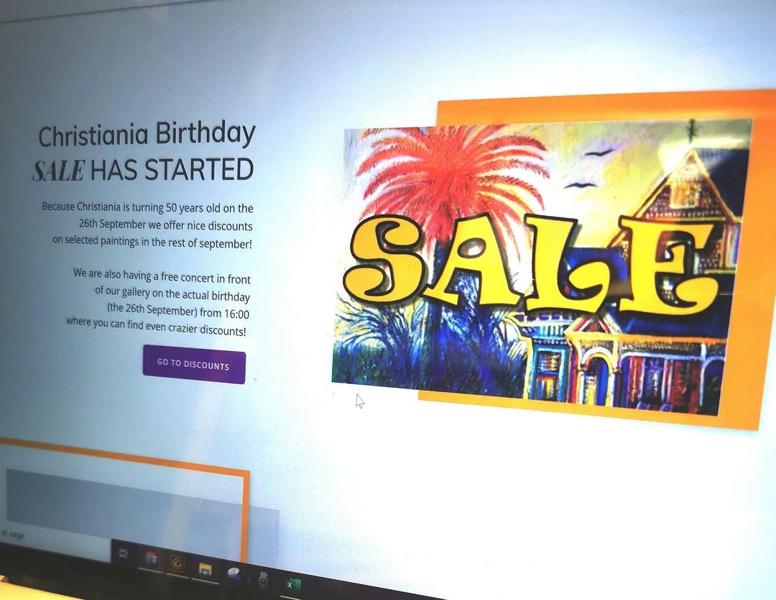 Christiania Birthday
SALE HAS STARTED
Because Christiania is turning 50 years old on the
26th September we offer nice discounts
on selected paintings in the rest of september!
We are also having a free concert in front
of our gallery on the actual birthday
(the 26th September) from 16:00
where you can find even crazier discounts!
GO TO DISCOUNTS
SALE
at søge